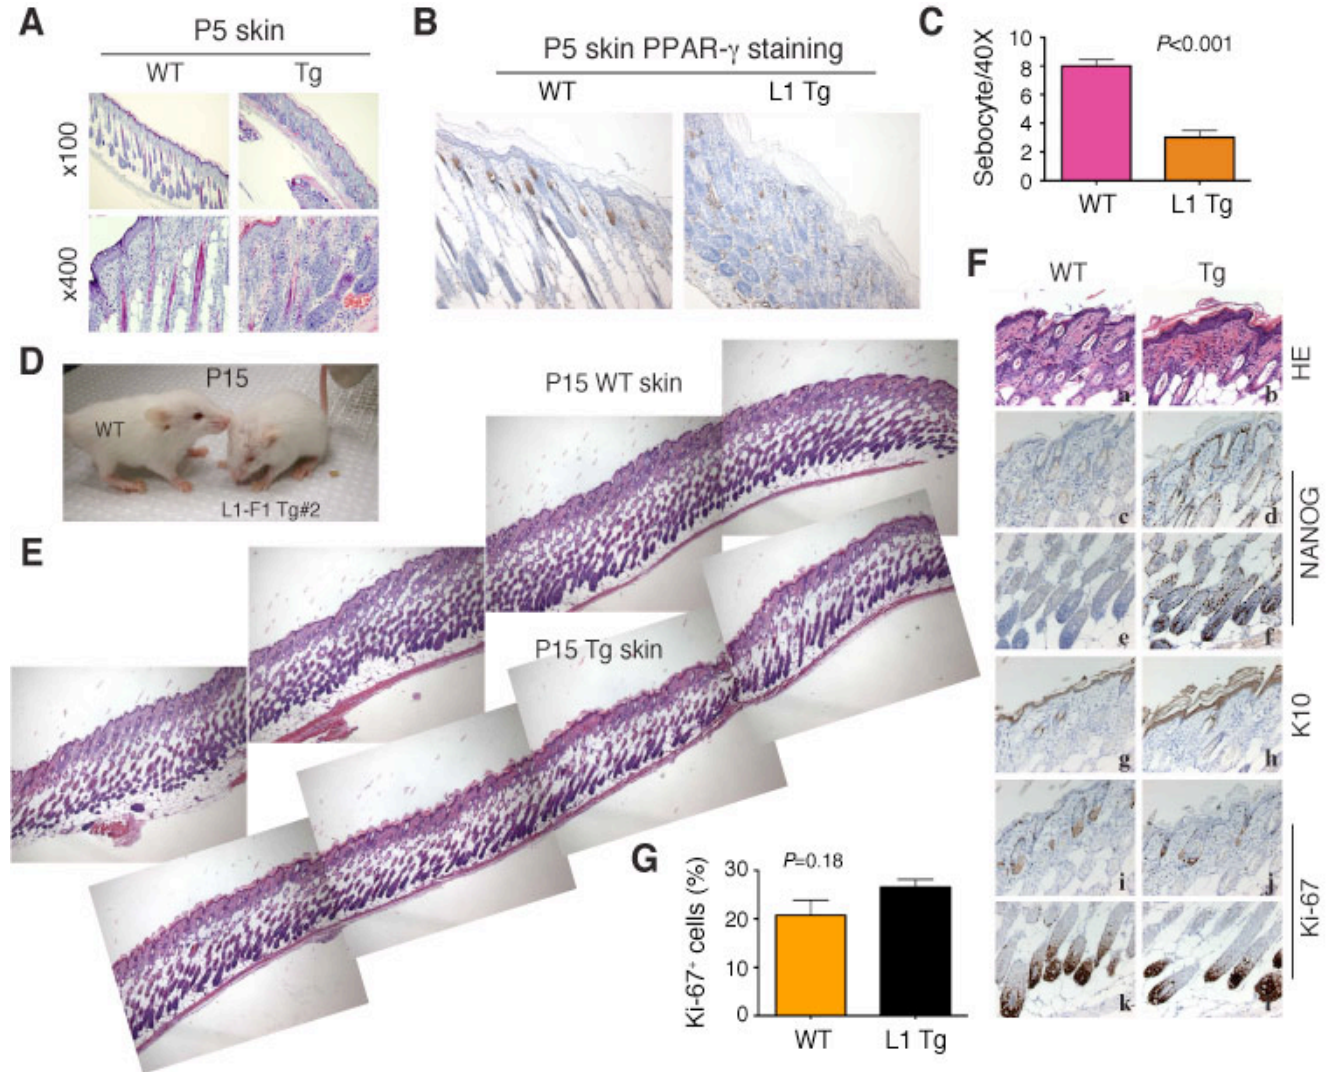 A
P5 skin
WT
Tg
x100
x400
B
P5 skin PPAR-γ staining
WT
L1 Tg
C
Sebocyte/40X
10
8
6
4
2
0
P<0.001
WT
L1 Tg
D
P15
WT
L1-F1 Tg#2
E
P15 WT skin
P15 Tg skin
F
WT
Tg
a
b
HE
c
d
e
f
NANOG
g
h
K10
i
j
k
l
Ki-67
G
Ki-67+ cells (%)
30
20
10
0
P=0.18
WT
L1 Tg